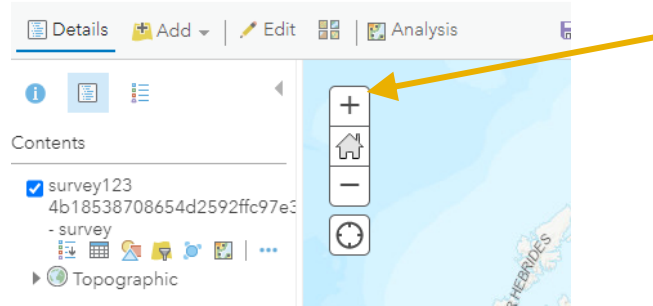 Details Add Edit Analysis
Contents
survey123
4b18538708654d2592ffc97e3
- survey
Topographic
HEBRIDES